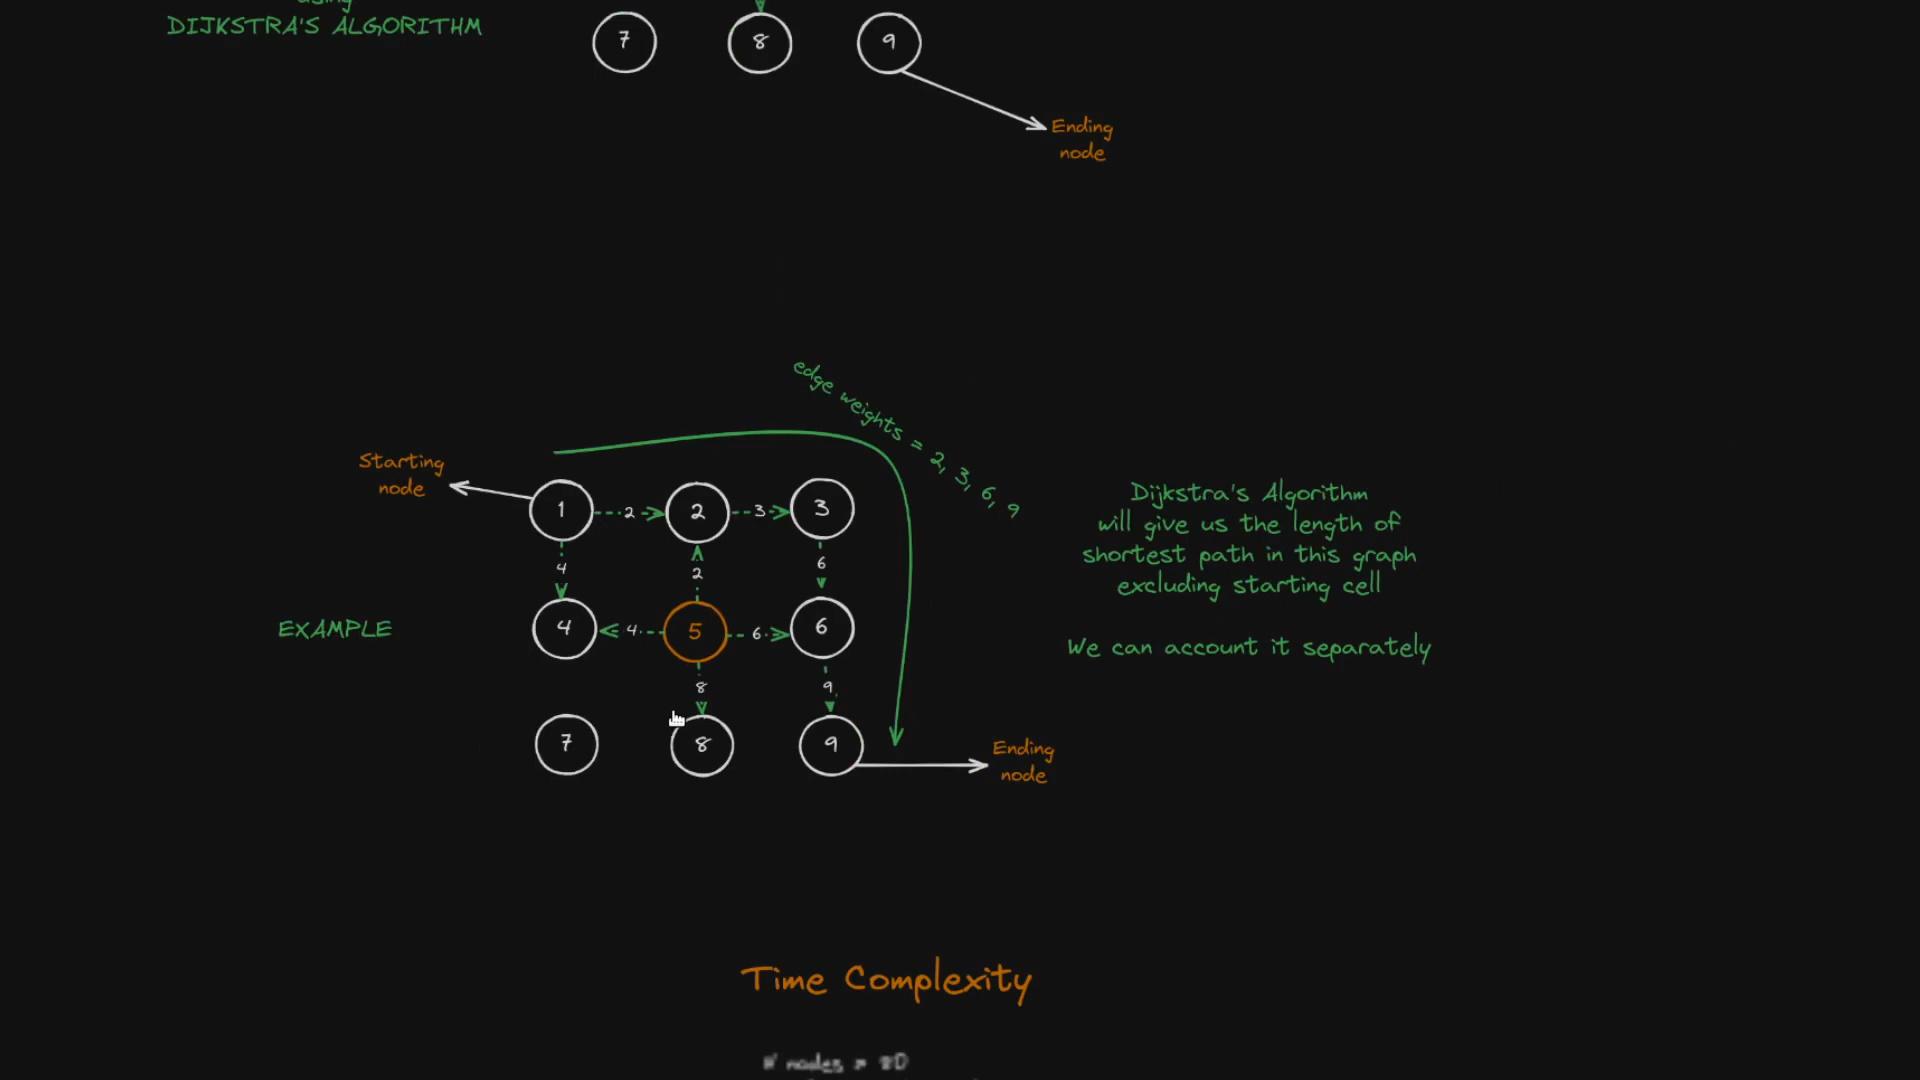 using
DIJKSTRA'S ALGORITHM
7 8 9
Ending
node
edge weights = 2, 3, 6, 9
Starting
node
1 2 2 3 3
4 2 6
EXAMPLE
4 4 5 6 6
8 9
7 8 9
Ending
node
Dijkstra's Algorithm
will give us the length of
shortest path in this graph
excluding starting cell
We can account it separately
Time Complexity
# nodes =